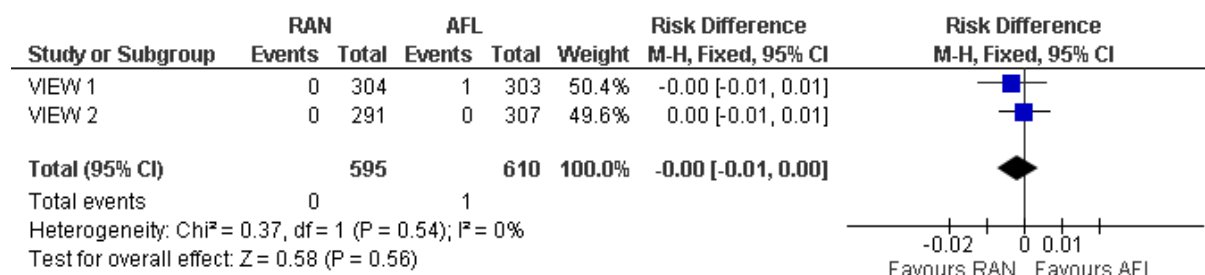 RAN AFL Risk Difference Risk Difference
Study or Subgroup Events Total Events Total Weight M-H, Fixed, 95% CI M-H, Fixed, 95% CI
VIEW 1 0 304 1 303 50.4% -0.00 [-0.01, 0.01]
VIEW 2 0 291 0 307 49.6% 0.00 [-0.01, 0.01]
Total (95% CI) 595 610 100.0% -0.00 [-0.01, 0.00]
Total events 0 1
Heterogeneity: Chi² = 0.37, df = 1 (P = 0.54); I² = 0%
Test for overall effect: Z = 0.58 (P = 0.56)
-0.02 0 0.01
Favours RAN Favours AFL